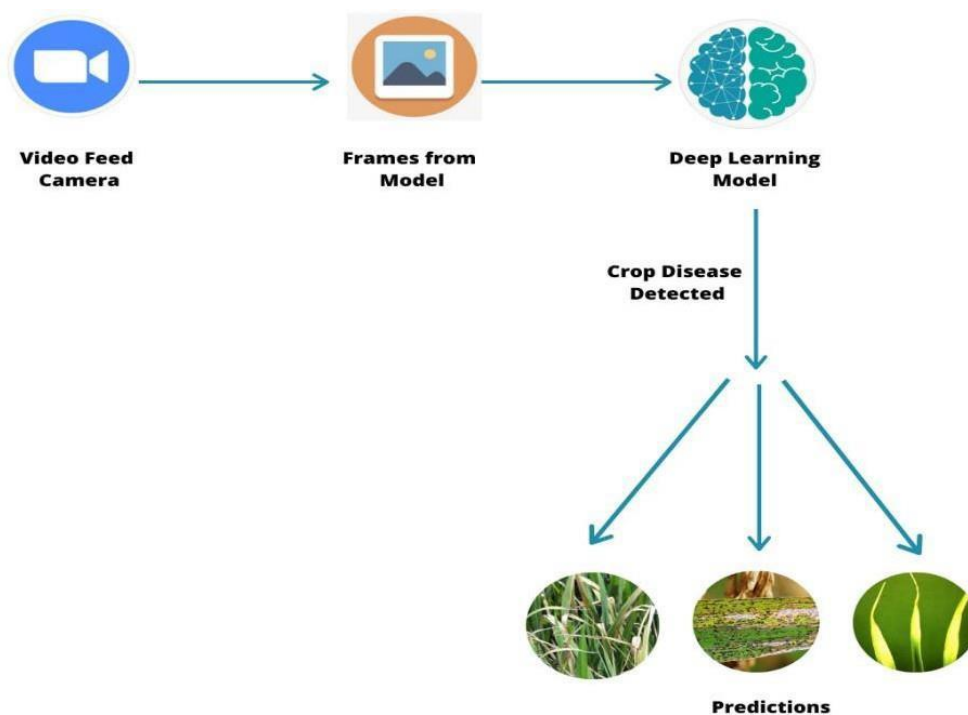 Video Feed
Camera
Frames from
Model
Deep Learning
Model
Crop Disease
Detected
Predictions